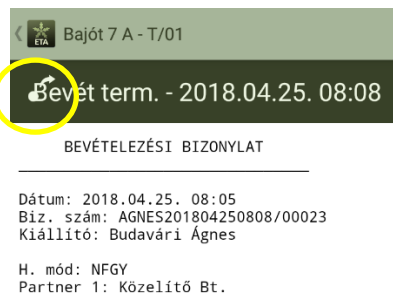 ETA
Bajót 7 A - T/01
Bevét term. - 2018.04.25. 08:08
BEVÉTELEZÉSI BIZONYLAT
Dátum: 2018.04.25. 08:05
Biz. szám: AGNES201804250808/00023
Kiállító: Budavári Ágnes
H. mód: NFGY
Partner 1: Közelítő Bt.